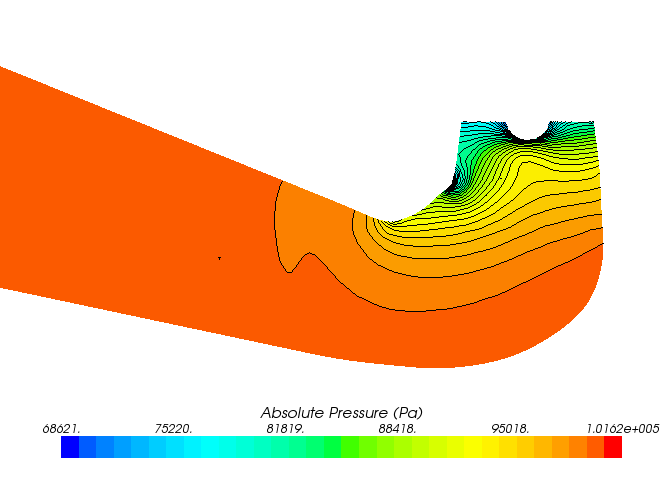 Absolute Pressure (Pa)
68621. 75220. 81819. 88418. 95018. 1.0162e+005